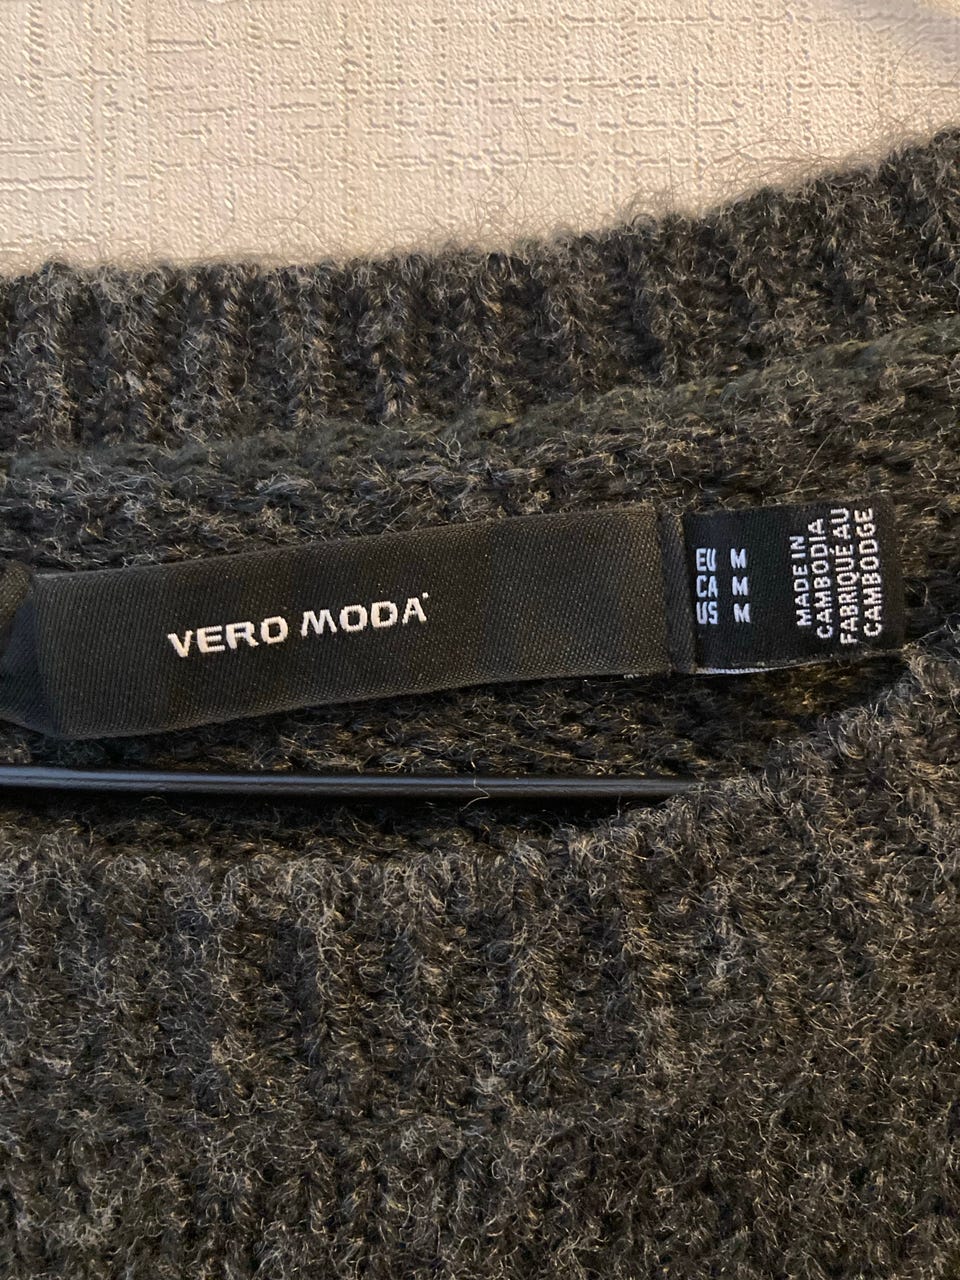 VERO MODA
EU M
CA M
US M
MADE IN
CAMBODIA
FABRIQUÉ AU
CAMBODGE